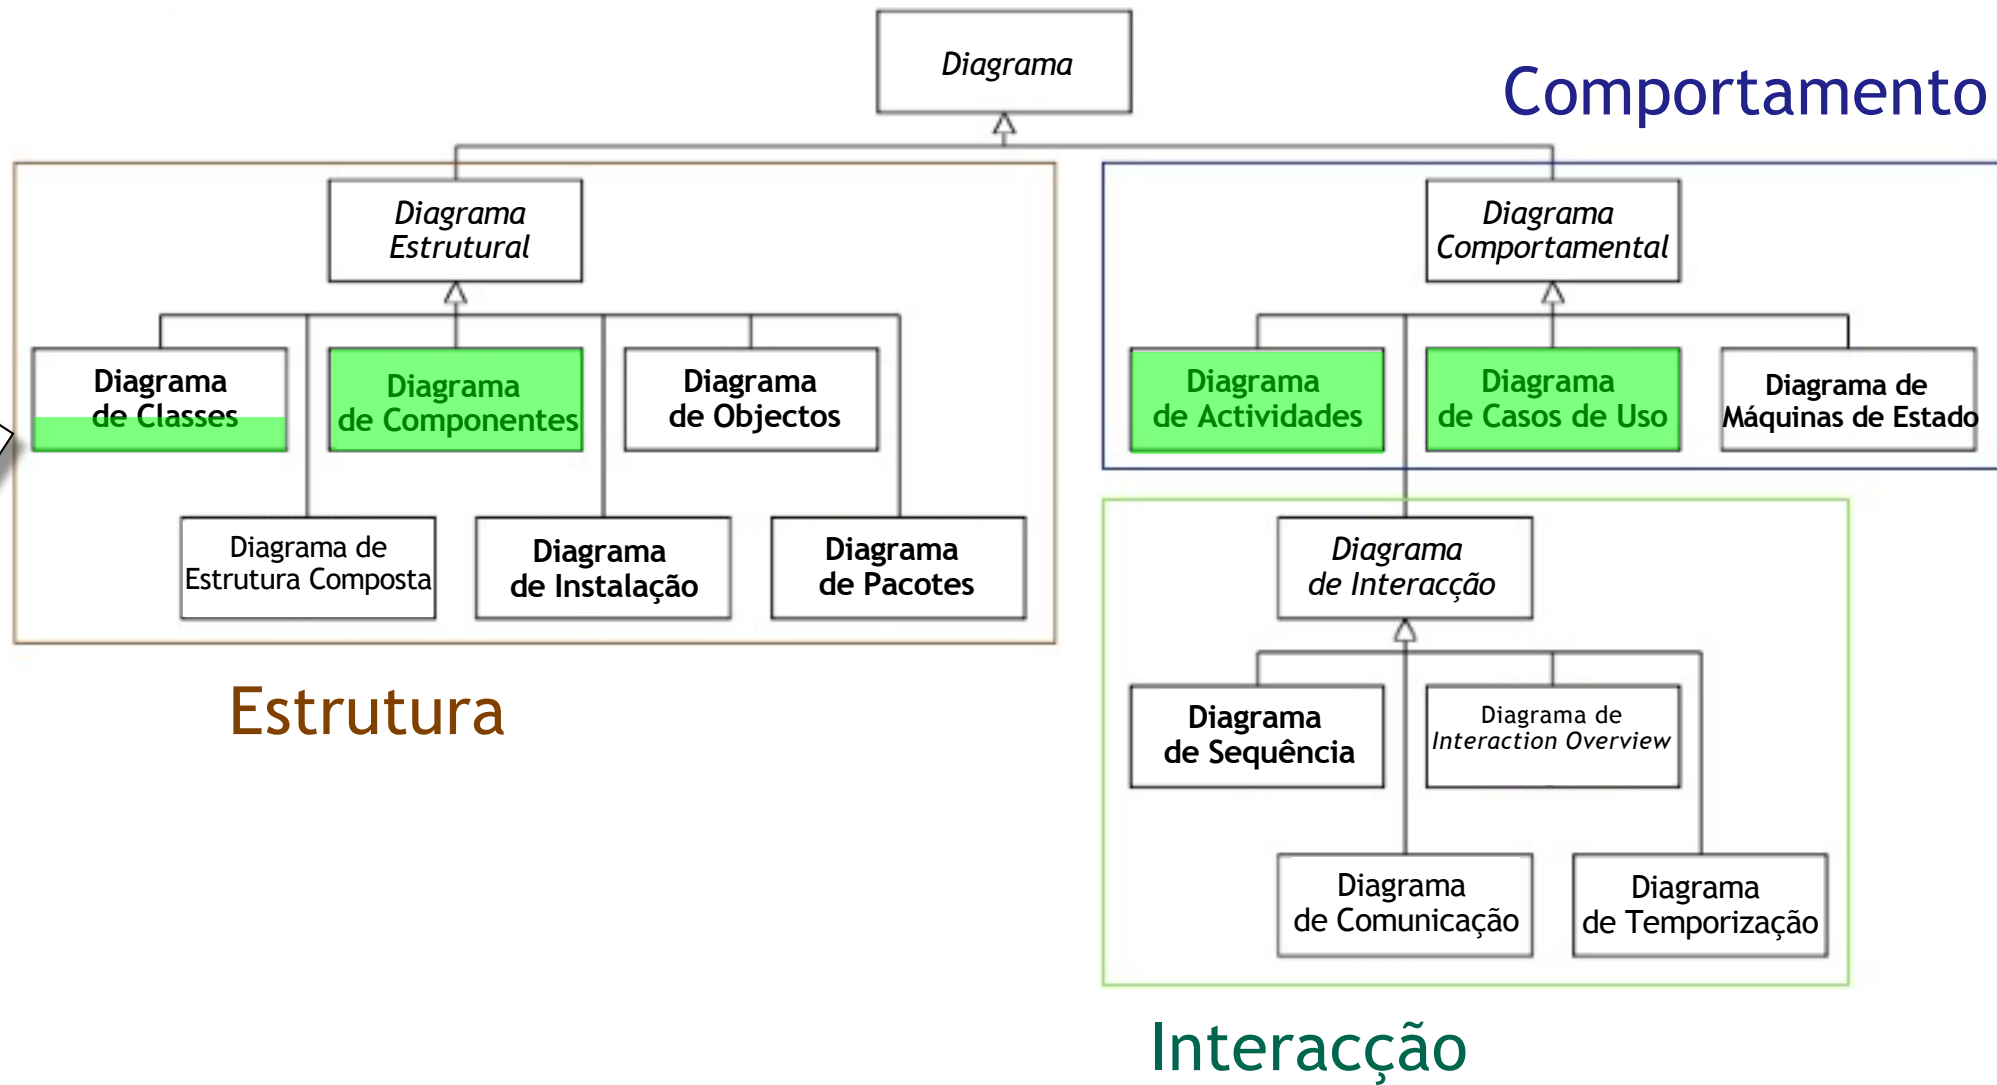 Diagrama
Comportamento
Diagrama
Estrutural
Diagrama
Comportamental
Diagrama
de Classes
Diagrama
de Componentes
Diagrama
de Objectos
Diagrama
de Actividades
Diagrama
de Casos de Uso
Diagrama de
Máquinas de Estado
Diagrama de
Estrutura Composta
Diagrama
de Instalação
Diagrama
de Pacotes
Diagrama
de Interacção
Estrutura
Diagrama
de Sequência
Diagrama de
Interaction Overview
Diagrama
de Comunicação
Diagrama
de Temporização
Interacção